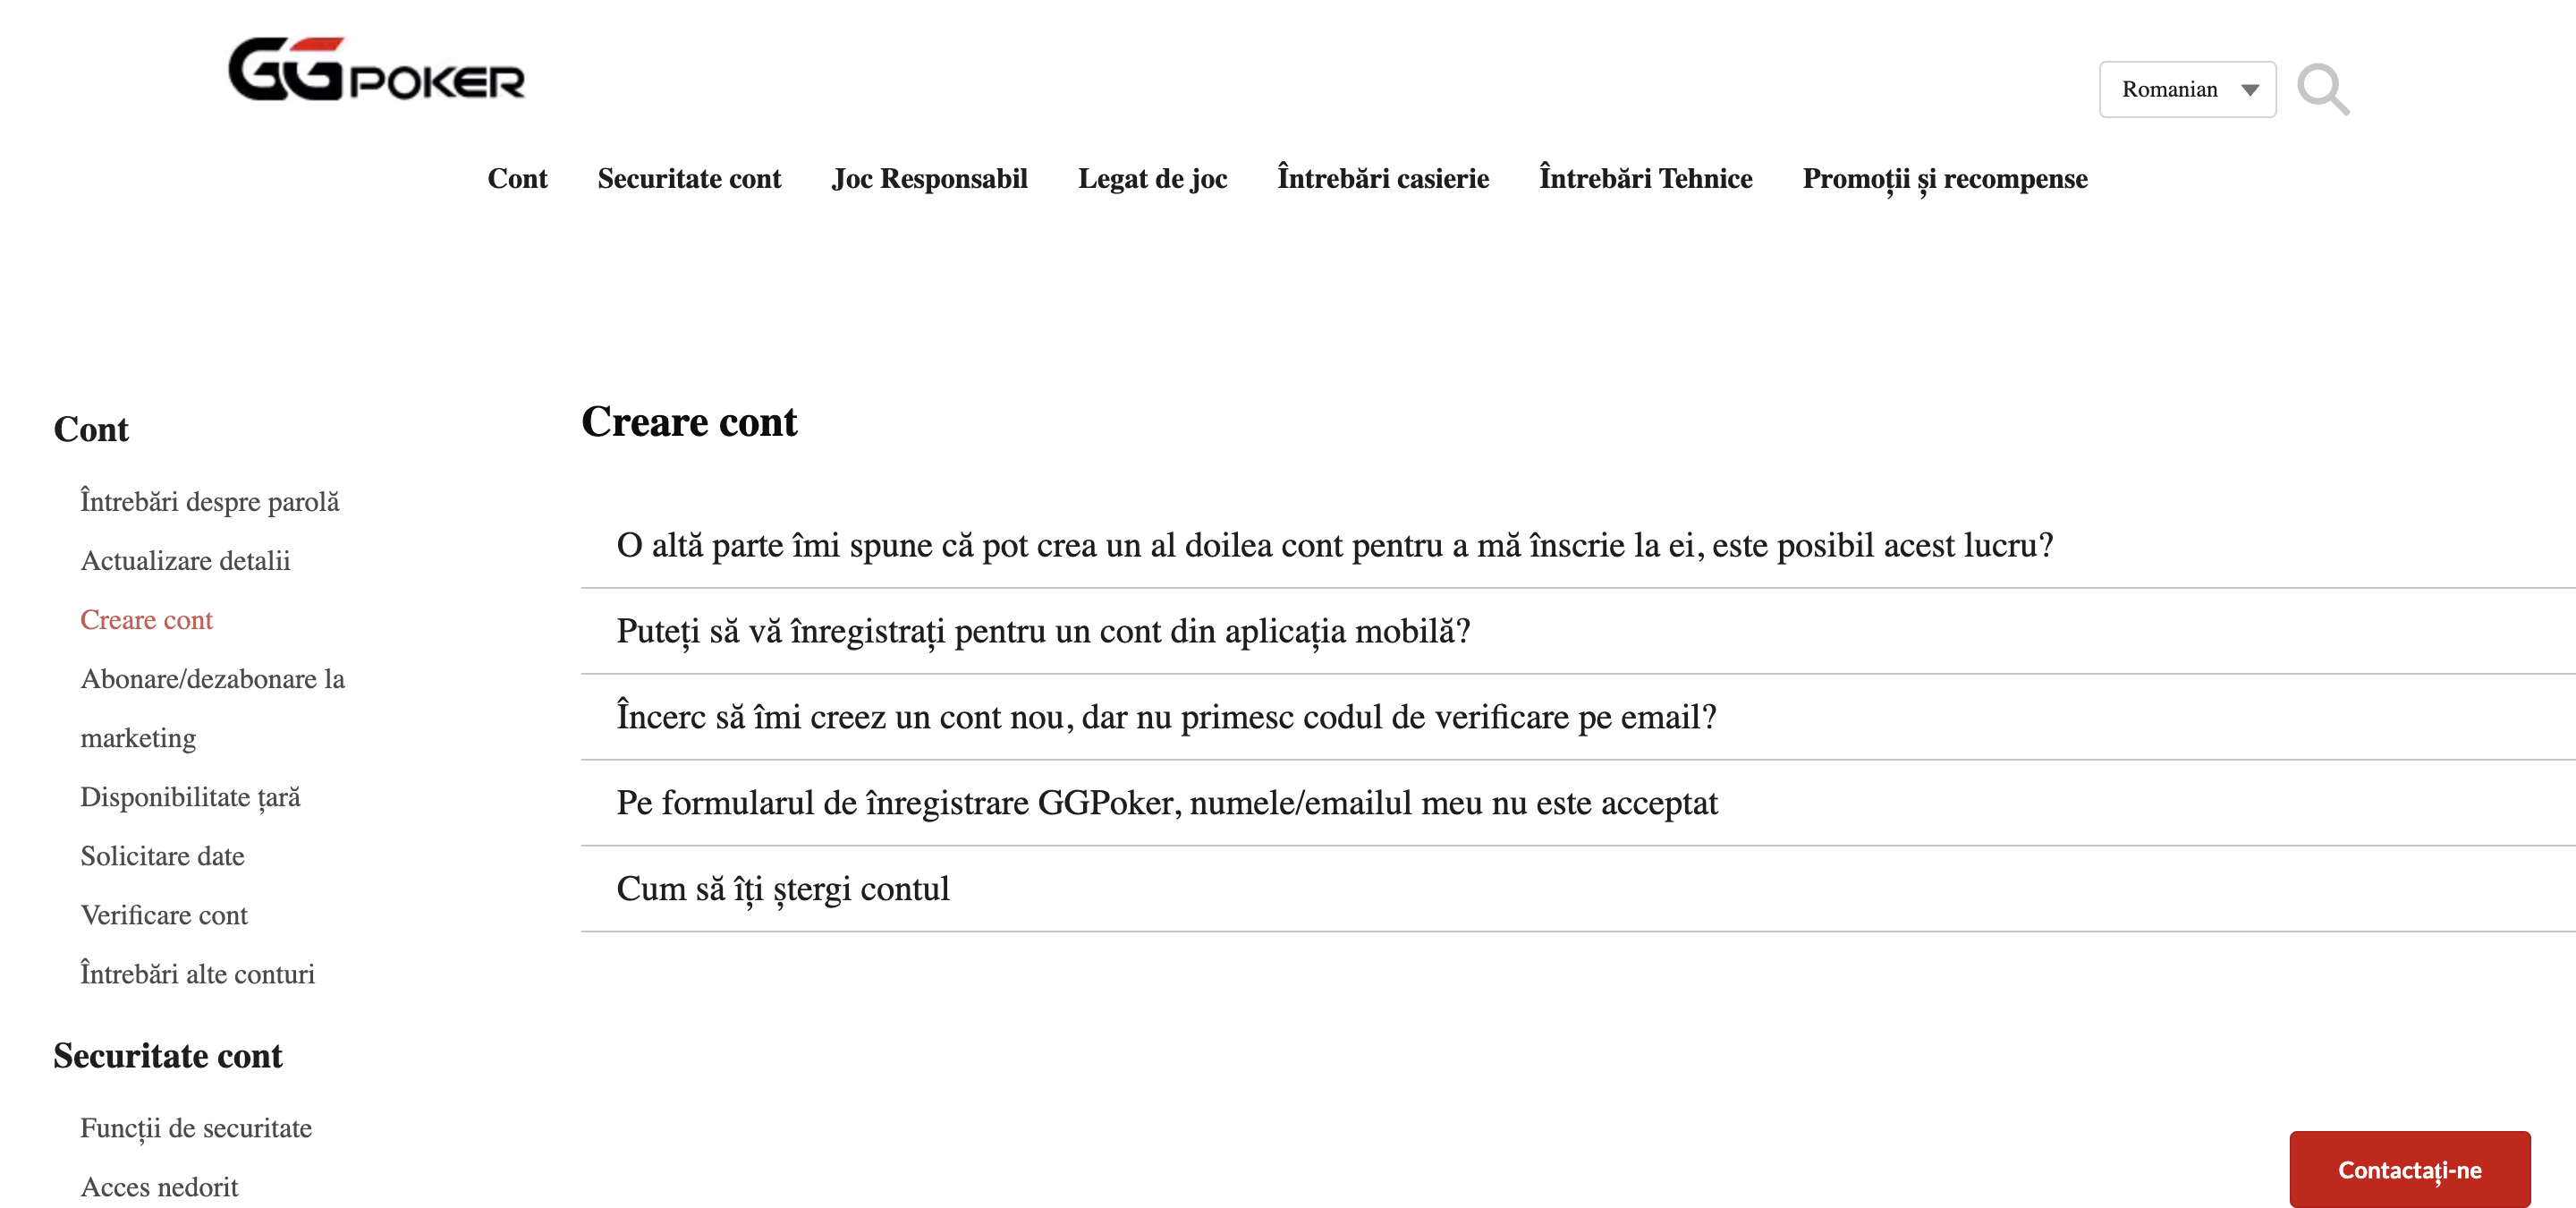 GGPOKER
Romanian
Cont
Securitate cont
Joc Responsabil
Legat de joc
Întrebări casierie
Întrebări Tehnice
Promoții și recompense
Cont
Întrebări despre parolă
Actualizare detalii
Creare cont
Abonare/dezabonare la
marketing
Disponibilitate țară
Solicitare date
Verificare cont
Întrebări alte conturi
Securitate cont
Funcții de securitate
Acces nedorit
Creare cont
O altă parte îmi spune că pot crea un al doilea cont pentru a mă înscrie la ei, este posibil acest lucru?
Puteți să vă înregistrați pentru un cont din aplicația mobilă?
Încerc să îmi creez un cont nou, dar nu primesc codul de verificare pe email?
Pe formularul de înregistrare GGPoker, numele/emailul meu nu este acceptat
Cum să îți ștergi contul
Contactați-ne